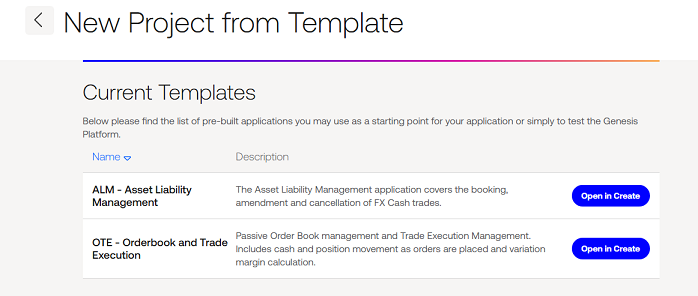 New Project from Template
Current Templates
Below please find the list of pre-built applications you may use as a starting point for your application or simply to test the Genesis
Platform.
Name Description
ALM - Asset Liability
Management
The Asset Liability Management application covers the booking,
amendment and cancellation of FX Cash trades.
Open in Create
OTE - Orderbook and Trade
Execution
Passive Order Book management and Trade Execution Management.
Includes cash and position movement as orders are placed and variation
margin calculation.
Open in Create